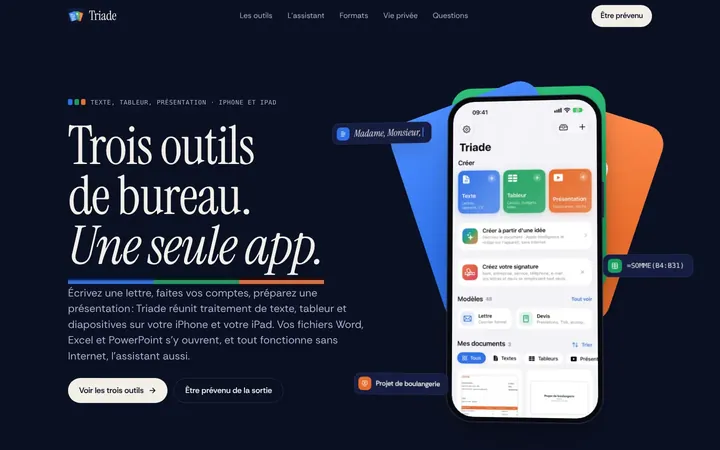 Triade
Les outils
L'assistant
Formats
Vie privée
Questions
Être prévenu
TEXTE, TABLEUR, PRÉSENTATION · IPHONE ET IPAD
Trois outils
de bureau.
Une seule app.
Écrivez une lettre, faites vos comptes, préparez une
présentation : Triade réunit traitement de texte, tableur et
diapositives sur votre iPhone et votre iPad. Vos fichiers Word,
Excel et PowerPoint s'y ouvrent, et tout fonctionne sans
Internet, l'assistant aussi.
Voir les trois outils →
Être prévenu de la sortie
Madame, Monsieur,
09:41
Triade
Créer
Texte
Tableur
Présentation
Créer à partir d'une idée
Créez votre signature
=SOMME(B4:B31)
Modèles 48
Tout voir
Lettre
Courrier formel
Devis
Mes documents 2
Trier
Tous
Textes
Tableurs
Présent
Projet de boulangerie